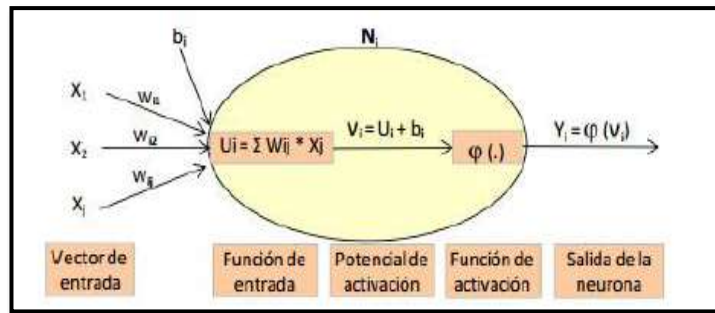 bᵢ
Nᵢ
X₁
Wᵢ₁
X₂
Wᵢ₂
Xⱼ
Wᵢⱼ
Uᵢ = Σ Wᵢⱼ * Xⱼ
Vᵢ = Uᵢ + bᵢ
φ (.)
Yᵢ = φ (vᵢ)
Vector de
entrada
Función de
entrada
Potencial de
activación
Función de
activación
Salida de la
neurona